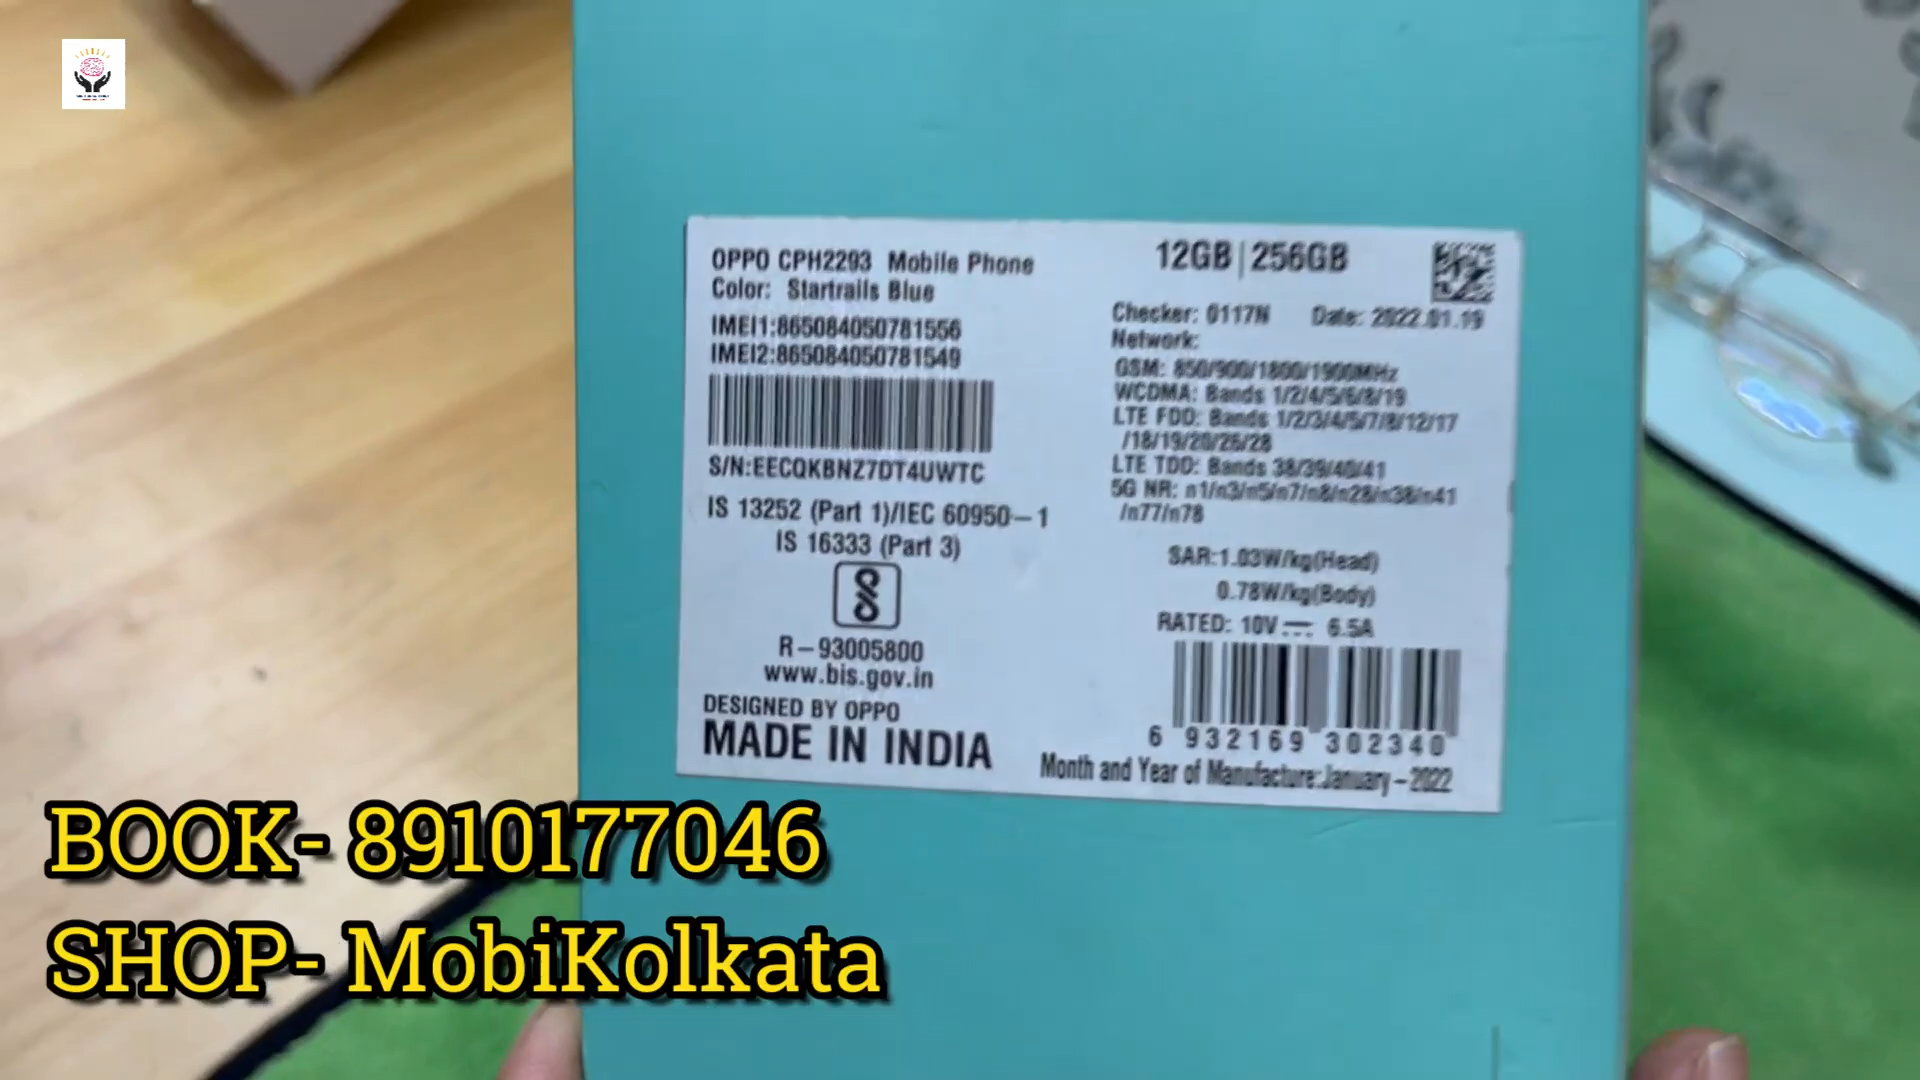 OPPO CPH2293 Mobile Phone
Color: Startrails Blue
IMEI1:865084050781556
IMEI2:865084050781549
S/N:EECQKBNZ7DT4UWTC
IS 13252 (Part 1)/IEC 60950-1
IS 16333 (Part 3)
R-93005800
www.bis.gov.in
DESIGNED BY OPPO
MADE IN INDIA
12GB | 256GB
Checker: 0117N Date: 2022.01.19
Network:
GSM: 850/900/1800/1900MHz
WCDMA: Bands 1/2/4/5/6/8/19
LTE FDD: Bands 1/2/3/4/5/7/8/12/17
/18/19/20/26/28
LTE TDD: Bands 38/39/40/41
5G NR: n1/n3/n5/n7/n8/n28/n38/n41
/n77/n78
SAR:1.03W/kg(Head)
0.78W/kg(Body)
RATED: 10V 6.5A
6 932169 302340
Month and Year of Manufacture:January-2022
BOOK- 8910177046
SHOP- MobiKolkata